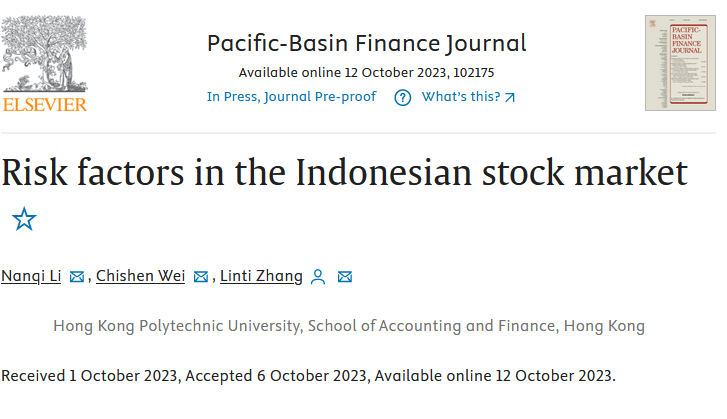 Pacific-Basin Finance Journal
Available online 12 October 2023, 102175
In Press, Journal Pre-proof ? What's this?
ELSEVIER
PACIFIC-BASIN
FINANCE
JOURNAL
Risk factors in the Indonesian stock market
Nanqi Li, Chishen Wei, Linti Zhang
Hong Kong Polytechnic University, School of Accounting and Finance, Hong Kong
Received 1 October 2023, Accepted 6 October 2023, Available online 12 October 2023.